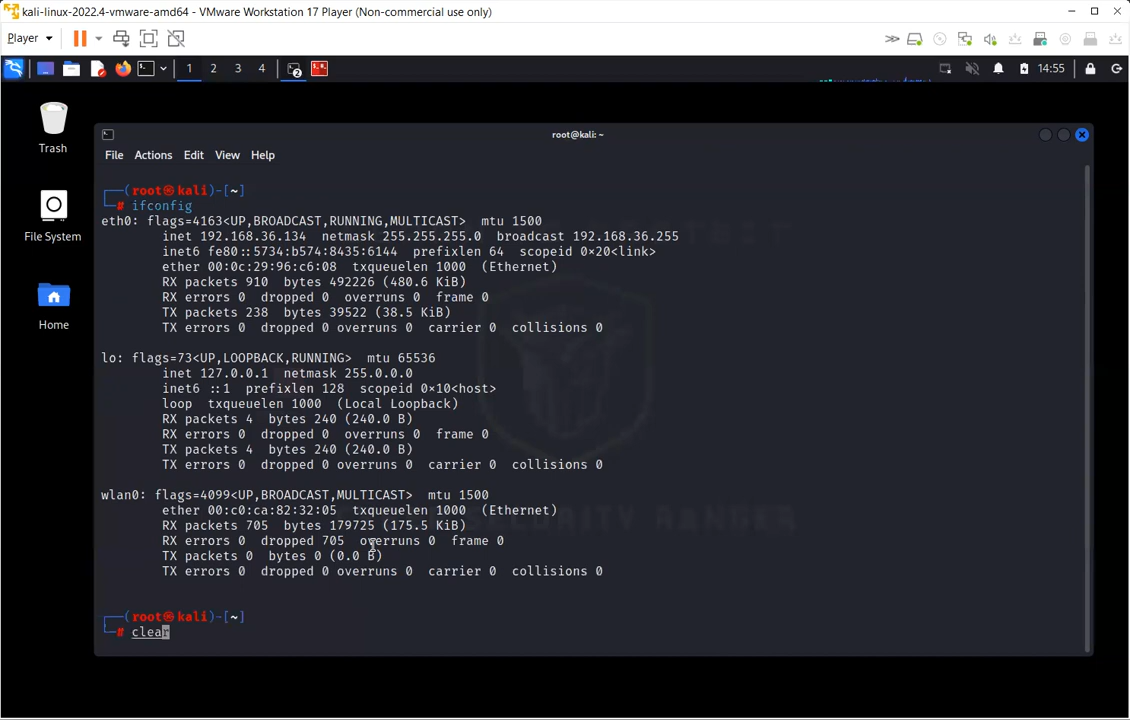 kali-linux-2022.4-vmware-amd64 - VMware Workstation 17 Player (Non-commercial use only)
Player
1 2 3 4 2 14:55
Trash
File System
Home
root@kali: ~
File Actions Edit View Help
┌──(root㉿kali)-[~]
└─# ifconfig
eth0: flags=4163<UP,BROADCAST,RUNNING,MULTICAST> mtu 1500
inet 192.168.36.134 netmask 255.255.255.0 broadcast 192.168.36.255
inet6 fe80::5734:b574:8435:6144 prefixlen 64 scopeid 0×20<link>
ether 00:0c:29:96:c6:08 txqueuelen 1000 (Ethernet)
RX packets 910 bytes 492226 (480.6 KiB)
RX errors 0 dropped 0 overruns 0 frame 0
TX packets 238 bytes 39522 (38.5 KiB)
TX errors 0 dropped 0 overruns 0 carrier 0 collisions 0
lo: flags=73<UP,LOOPBACK,RUNNING> mtu 65536
inet 127.0.0.1 netmask 255.0.0.0
inet6 ::1 prefixlen 128 scopeid 0×10<host>
loop txqueuelen 1000 (Local Loopback)
RX packets 4 bytes 240 (240.0 B)
RX errors 0 dropped 0 overruns 0 frame 0
TX packets 4 bytes 240 (240.0 B)
TX errors 0 dropped 0 overruns 0 carrier 0 collisions 0
wlan0: flags=4099<UP,BROADCAST,MULTICAST> mtu 1500
ether 00:c0:ca:82:32:05 txqueuelen 1000 (Ethernet)
RX packets 705 bytes 179725 (175.5 KiB)
RX errors 0 dropped 705 overruns 0 frame 0
TX packets 0 bytes 0 (0.0 B)
TX errors 0 dropped 0 overruns 0 carrier 0 collisions 0
┌──(root㉿kali)-[~]
└─# clear